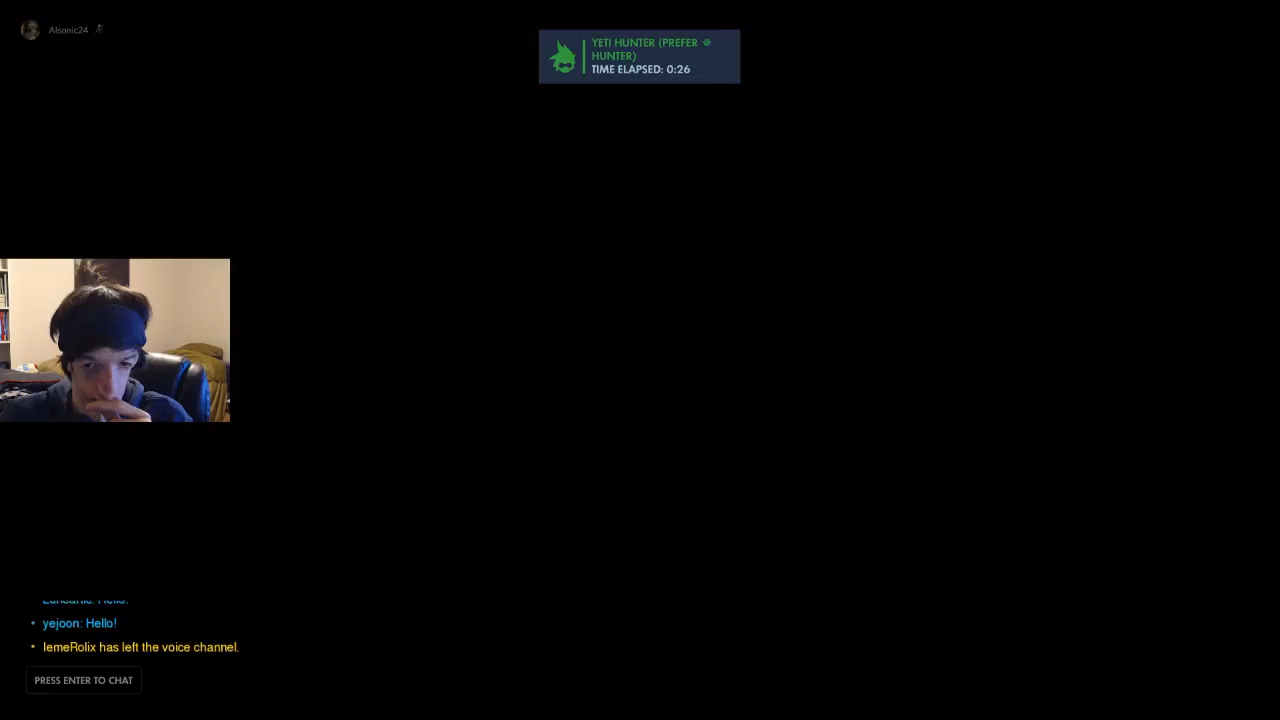 Alsonic24
YETI HUNTER (PREFER
HUNTER)
TIME ELAPSED: 0:26
yejoon: Hello!
lemeRolix has left the voice channel.
PRESS ENTER TO CHAT